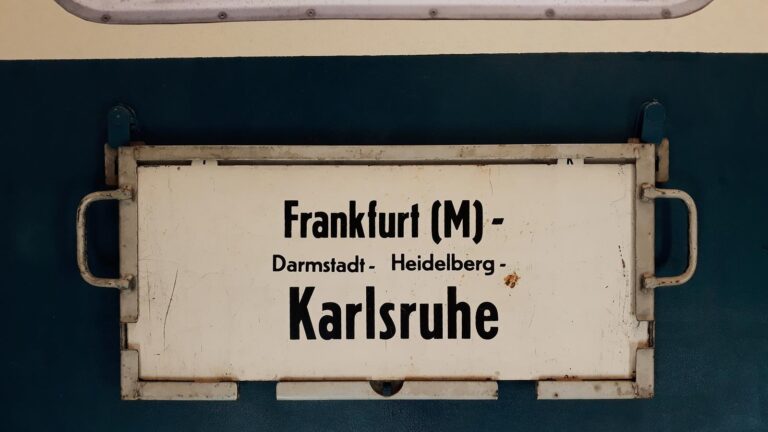 Frankfurt (M) -
Darmstadt - Heidelberg -
Karlsruhe